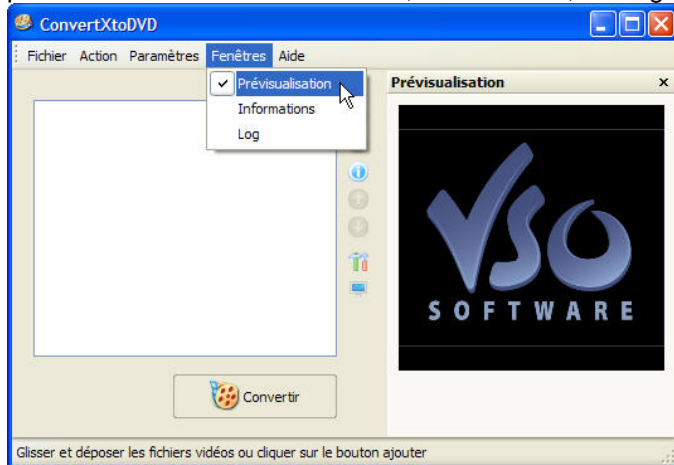 ConvertXtoDVD
Fichier Action Paramètres Fenêtres Aide
Prévisualisation
Informations
Log
Prévisualisation
VSO
SOFTWARE
Convertir
Glisser et déposer les fichiers vidéos ou cliquer sur le bouton ajouter